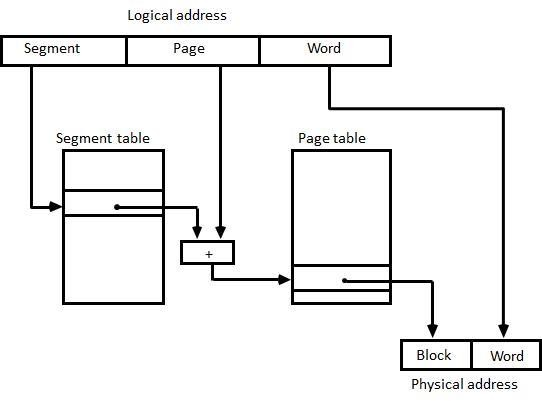 Logical address
Segment Page Word
Segment table Page table
+
Block Word
Physical address